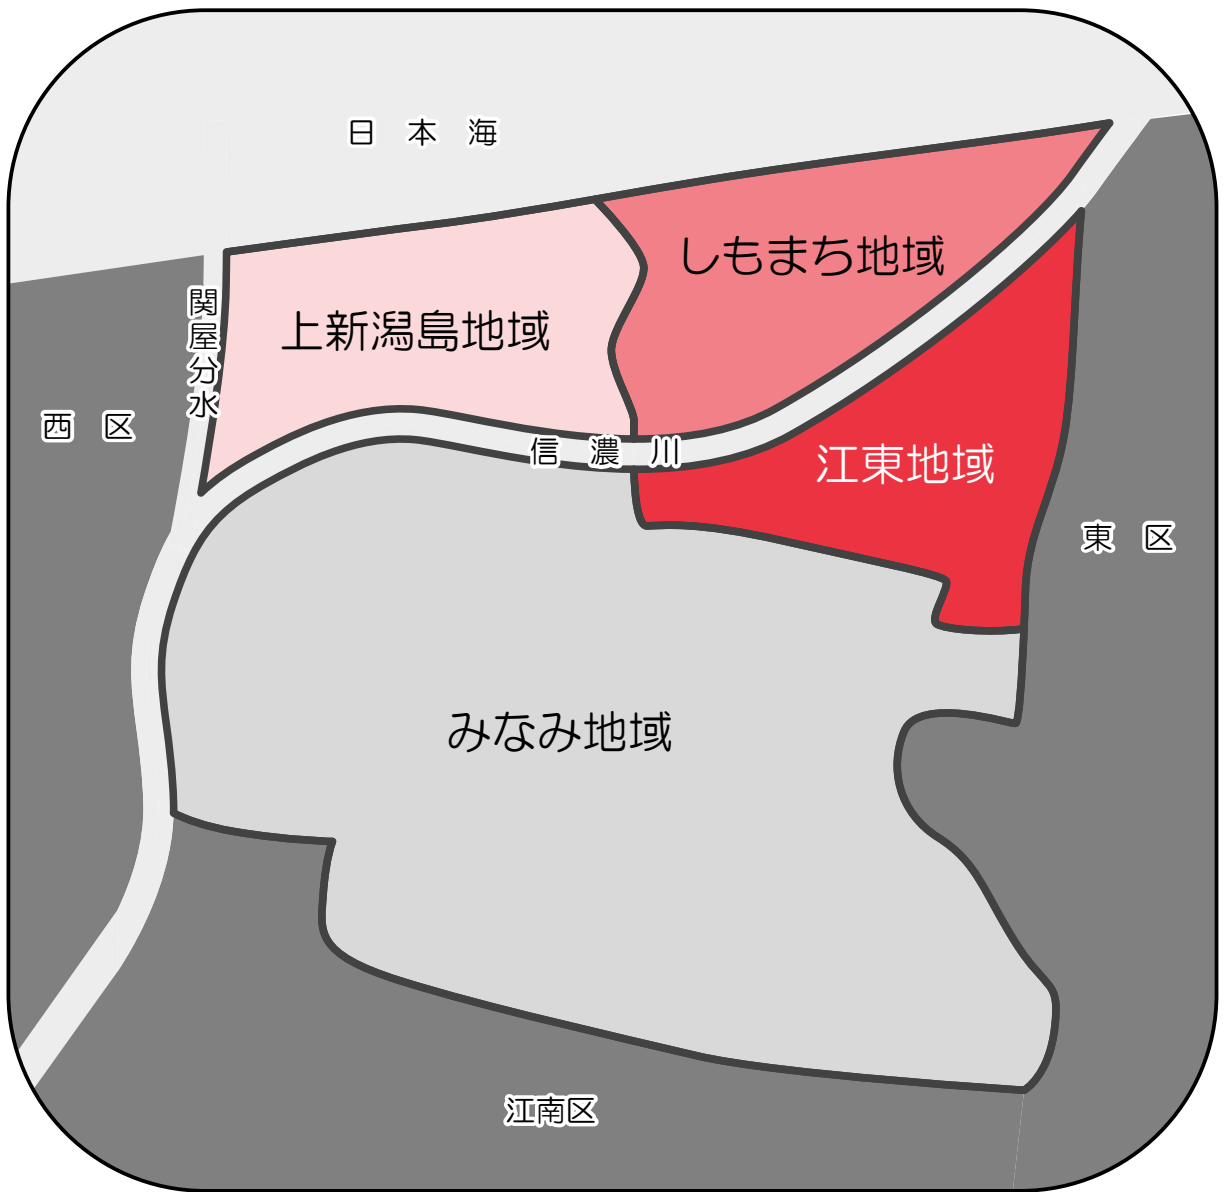 日本海
しもまち地域
関屋分水
上新潟島地域
西区
信濃川
江東地域
東区
みなみ地域
江南区